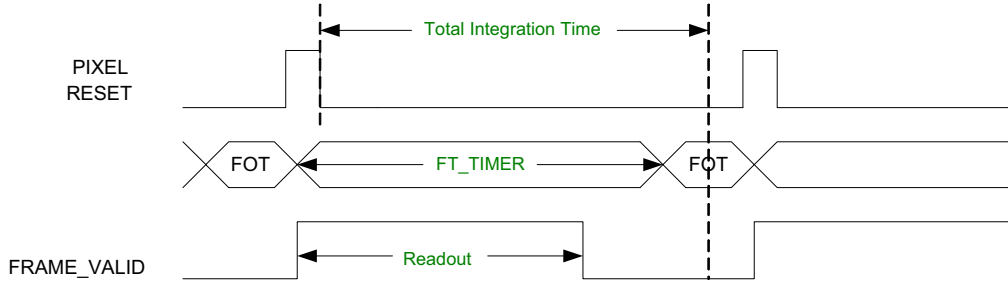 Total Integration Time
PIXEL
RESET
FOT
FT_TIMER
FOT
FRAME_VALID
Readout